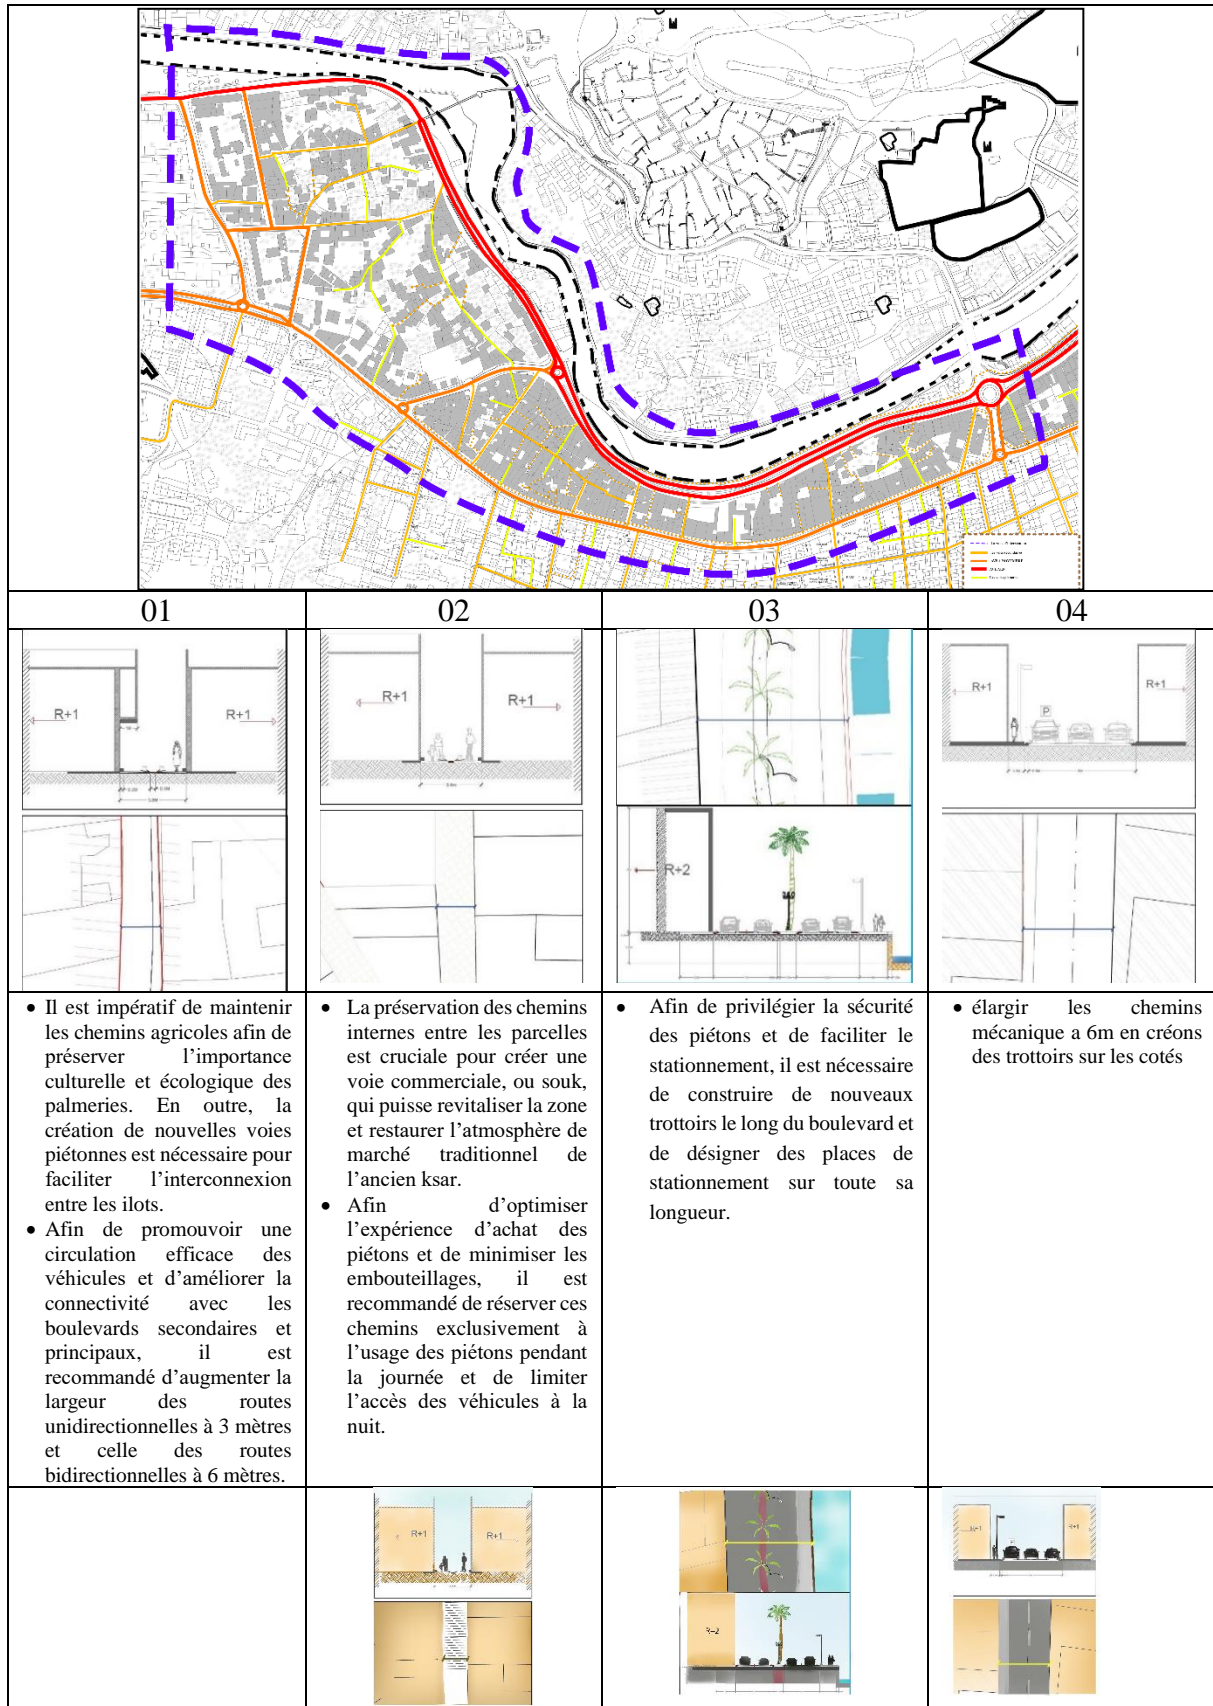 01
02
03
04
R+1
R+1
R+1
R+1
R+2
P
R+1
R+1
• Il est impératif de maintenir
les chemins agricoles afin de
préserver l’importance
culturelle et écologique des
palmeries. En outre, la
création de nouvelles voies
piétonnes est nécessaire pour
faciliter l’interconnexion
entre les ilots.
• Afin de promouvoir une
circulation efficace des
véhicules et d’améliorer la
connectivité avec les
boulevards secondaires et
principaux, il est
recommandé d’augmenter la
largeur des routes
unidirectionnelles à 3 mètres
et celle des routes
bidirectionnelles à 6 mètres.
• La préservation des chemins
internes entre les parcelles
est cruciale pour créer une
voie commerciale, ou souk,
qui puisse revitaliser la zone
et restaurer l’atmosphère de
marché traditionnel de
l’ancien ksar.
• Afin d’optimiser
l’expérience d’achat des
piétons et de minimiser les
embouteillages, il est
recommandé de réserver ces
chemins exclusivement à
l’usage des piétons pendant
la journée et de limiter
l’accès des véhicules à la
nuit.
• Afin de privilégier la sécurité
des piétons et de faciliter le
stationnement, il est nécessaire
de construire de nouveaux
trottoirs le long du boulevard et
de désigner des places de
stationnement sur toute sa
longueur.
• élargir les chemins
mécanique a 6m en créons
des trottoirs sur les cotés
R+1
R+1
R+2
R+1
R+1